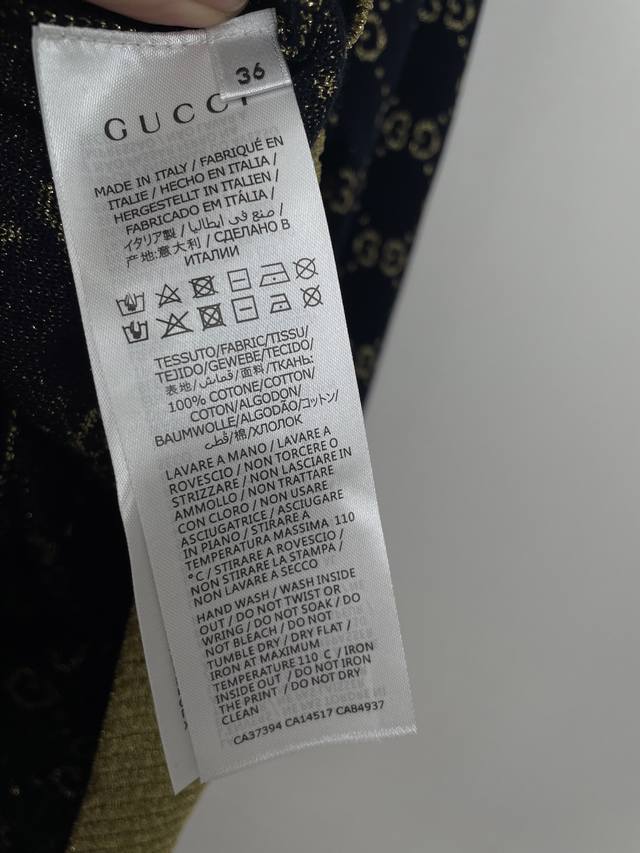 36
GUCCI
MADE IN ITALY / FABRIQUÉ EN
ITALIE / HECHO EN ITALIA /
HERGESTELLT IN ITALIEN /
FABRICADO EM ITÁLIA /
イタリア製 / صنع في إيطاليا /
产地:意大利 / СДЕЛАНО В
ИТАЛИИ
TESSUTO/FABRIC/TISSU/
TEJIDO/GEWEBE/TECIDO/
表地/قماش/面料/ТКАНЬ:
100% COTONE/COTTON/
COTON/ALGODON/
BAUMWOLLE/ALGODÃO/コットン/
قطن/棉/ХЛОПОК
LAVARE A MANO / LAVARE A
ROVESCIO / NON TORCERE O
STRIZZARE / NON LASCIARE IN
AMMOLLO / NON TRATTARE
CON CLORO / NON USARE
ASCIUGATRICE / ASCIUGARE
IN PIANO / STIRARE A
TEMPERATURA MASSIMA 110
°C / STIRARE A ROVESCIO /
NON STIRARE LA STAMPA /
NON LAVARE A SECCO
HAND WASH / WASH INSIDE
OUT / DO NOT TWIST OR
WRING / DO NOT SOAK / DO
NOT BLEACH / DO NOT
TUMBLE DRY / DRY FLAT /
IRON AT MAXIMUM
TEMPERATURE 110 C / IRON
INSIDE OUT / DO NOT IRON
THE PRINT / DO NOT DRY
CLEAN
CA37394 CA14517 CAB4937